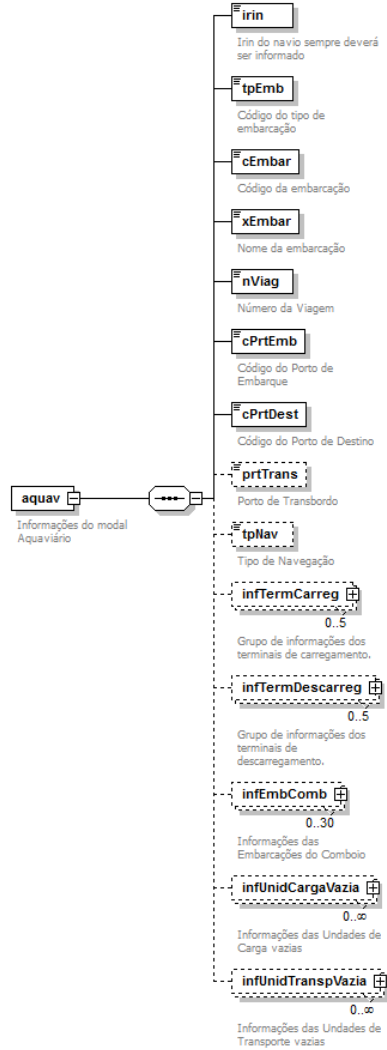 irin
Irin do navio sempre deverá
ser informado
tpEmb
Código do tipo de
embarcação
cEmbar
Código da embarcação
xEmbar
Nome da embarcação
nViag
Número da Viagem
cPrtEmb
Código do Porto de
Embarque
cPrtDest
Código do Porto de Destino
aquav
Informações do modal
Aquaviário
prtTrans
Porto de Transbordo
tpNav
Tipo de Navegação
infTermCarreg
0..5
Grupo de informações dos
terminais de carregamento.
infTermDescarreg
0..5
Grupo de informações dos
terminais de
descarregamento.
infEmbComb
0..30
Informações das
Embarcações do Comboio
infUnidCargaVazia
0..∞
Informações das Undades de
Carga vazias
infUnidTranspVazia
0..∞
Informações das Undades de
Transporte vazias